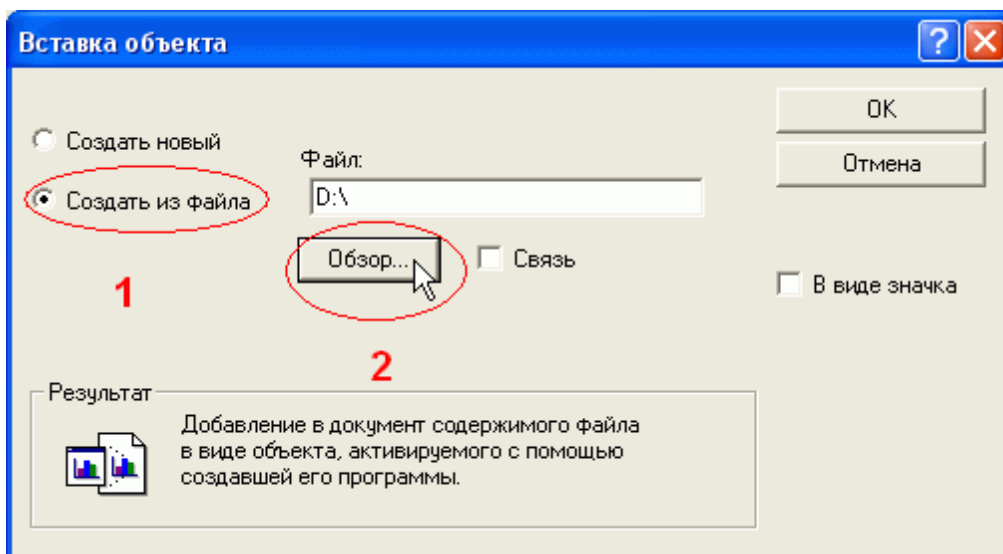 Вставка объекта
Создать новый
Создать из файла
Файл:
D:\
Обзор...
Связь
OK
Отмена
В виде значка
1
2
Результат
Добавление в документ содержимого файла
в виде объекта, активируемого с помощью
создавшей его программы.